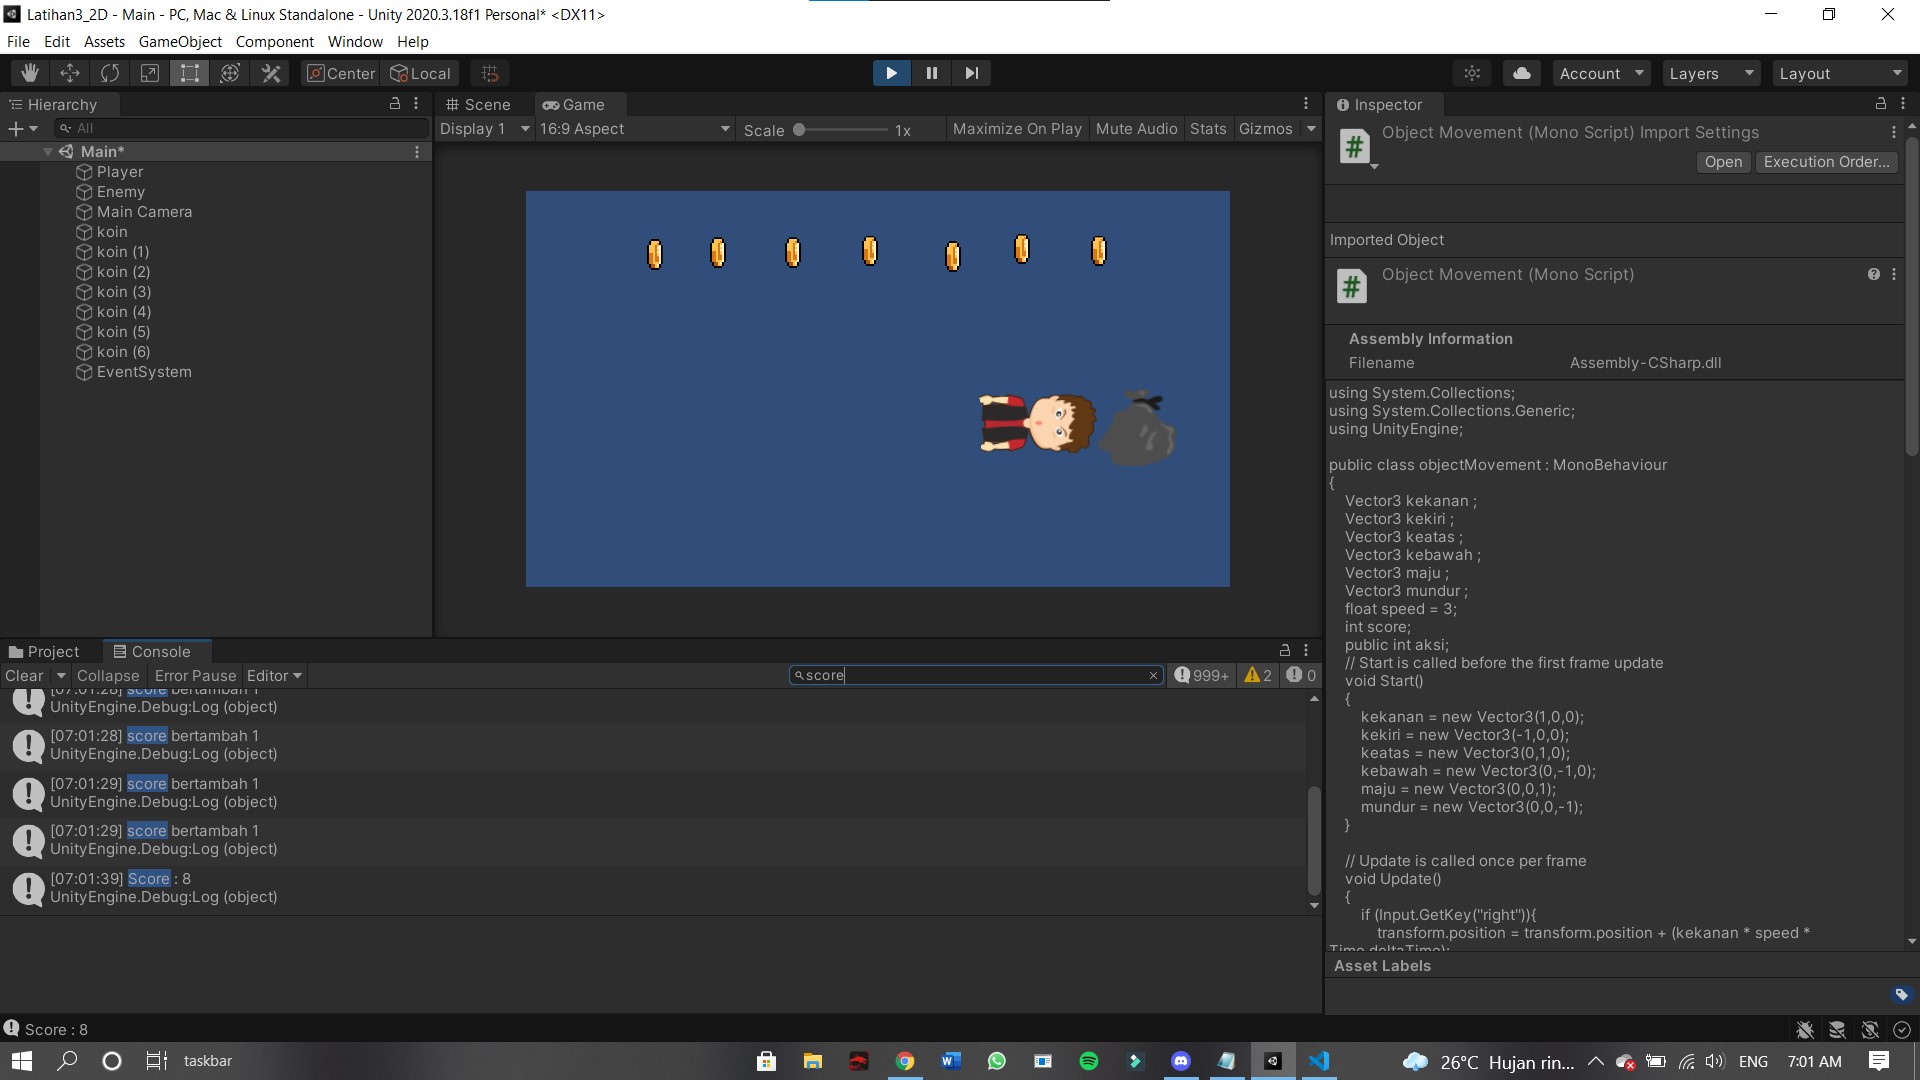 Latihan3_2D - Main - PC, Mac & Linux Standalone - Unity 2020.3.18f1 Personal* <DX11>
File Edit Assets GameObject Component Window Help
Center Local
Account Layers Layout
Hierarchy
All
Main*
Player
Enemy
Main Camera
koin
koin (1)
koin (2)
koin (3)
koin (4)
koin (5)
koin (6)
EventSystem
Scene Game
Display 1 16:9 Aspect Scale 1x Maximize On Play Mute Audio Stats Gizmos
Inspector
Object Movement (Mono Script) Import Settings
Open Execution Order...
Imported Object
Object Movement (Mono Script)
Assembly Information
Filename Assembly-CSharp.dll
using System.Collections;
using System.Collections.Generic;
using UnityEngine;
public class objectMovement : MonoBehaviour
{
Vector3 kekanan ;
Vector3 kekiri ;
Vector3 keatas ;
Vector3 kebawah ;
Vector3 maju ;
Vector3 mundur ;
float speed = 3;
int score;
public int aksi;
// Start is called before the first frame update
void Start()
{
kekanan = new Vector3(1,0,0);
kekiri = new Vector3(-1,0,0);
keatas = new Vector3(0,1,0);
kebawah = new Vector3(0,-1,0);
maju = new Vector3(0,0,1);
mundur = new Vector3(0,0,-1);
}
// Update is called once per frame
void Update()
{
if (Input.GetKey("right")){
transform.position = transform.position + (kekanan * speed *
Time.deltaTime);
Asset Labels
Project Console
Clear Collapse Error Pause Editor score 999+ 2 0
[07:01:28] score bertambah 1
UnityEngine.Debug:Log (object)
[07:01:28] score bertambah 1
UnityEngine.Debug:Log (object)
[07:01:29] score bertambah 1
UnityEngine.Debug:Log (object)
[07:01:29] score bertambah 1
UnityEngine.Debug:Log (object)
[07:01:39] Score : 8
UnityEngine.Debug:Log (object)
Score : 8
taskbar
26°C Hujan rin... ENG 7:01 AM